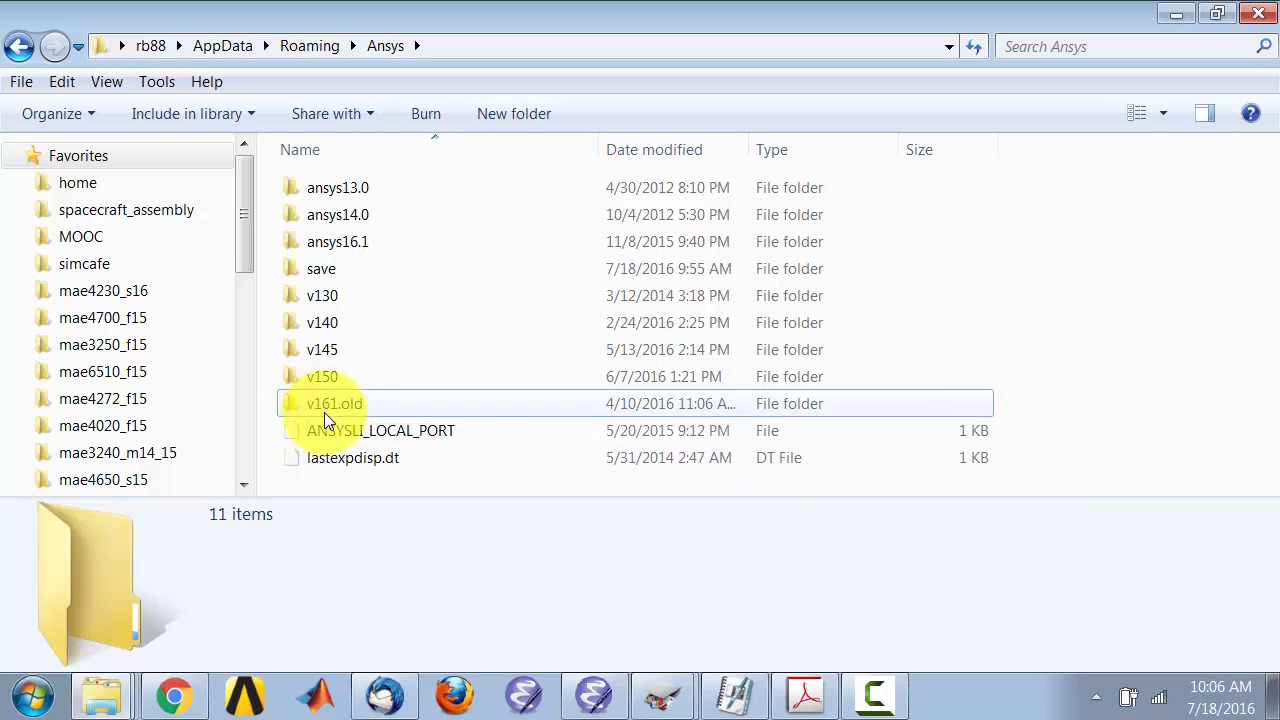 rb88 AppData Roaming Ansys Search Ansys
File Edit View Tools Help
Organize Include in library Share with Burn New folder
Name Date modified Type Size
Favorites
home
spacecraft_assembly
MOOC
simcafe
mae4230_s16
mae4700_f15
mae3250_f15
mae6510_f15
mae4272_f15
mae4020_f15
mae3240_m14_15
mae4650_s15
ansys13.0 4/30/2012 8:10 PM File folder
ansys14.0 10/4/2012 5:30 PM File folder
ansys16.1 11/8/2015 9:40 PM File folder
save 7/18/2016 9:55 AM File folder
v130 3/12/2014 3:18 PM File folder
v140 2/24/2016 2:25 PM File folder
v145 5/13/2016 2:14 PM File folder
v150 6/7/2016 1:21 PM File folder
v161.old 4/10/2016 11:06 A... File folder
ANSYSLI_LOCAL_PORT 5/20/2015 9:12 PM File 1 KB
lastexpdisp.dt 5/31/2014 2:47 AM DT File 1 KB
11 items
10:06 AM
7/18/2016